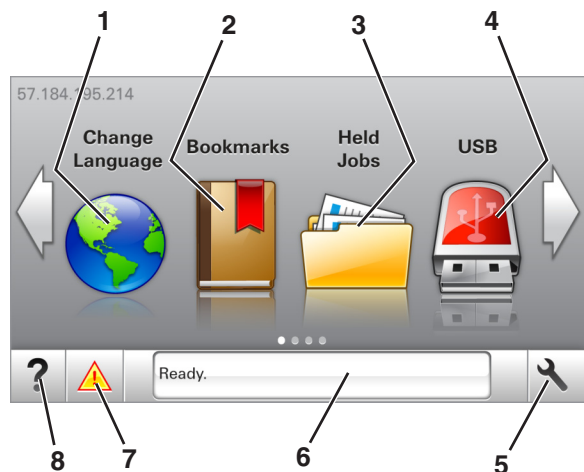 1 2 3 4
57.184.195.214
Change
Language
Bookmarks
Held
Jobs
USB
?
Ready.
8 7 6 5